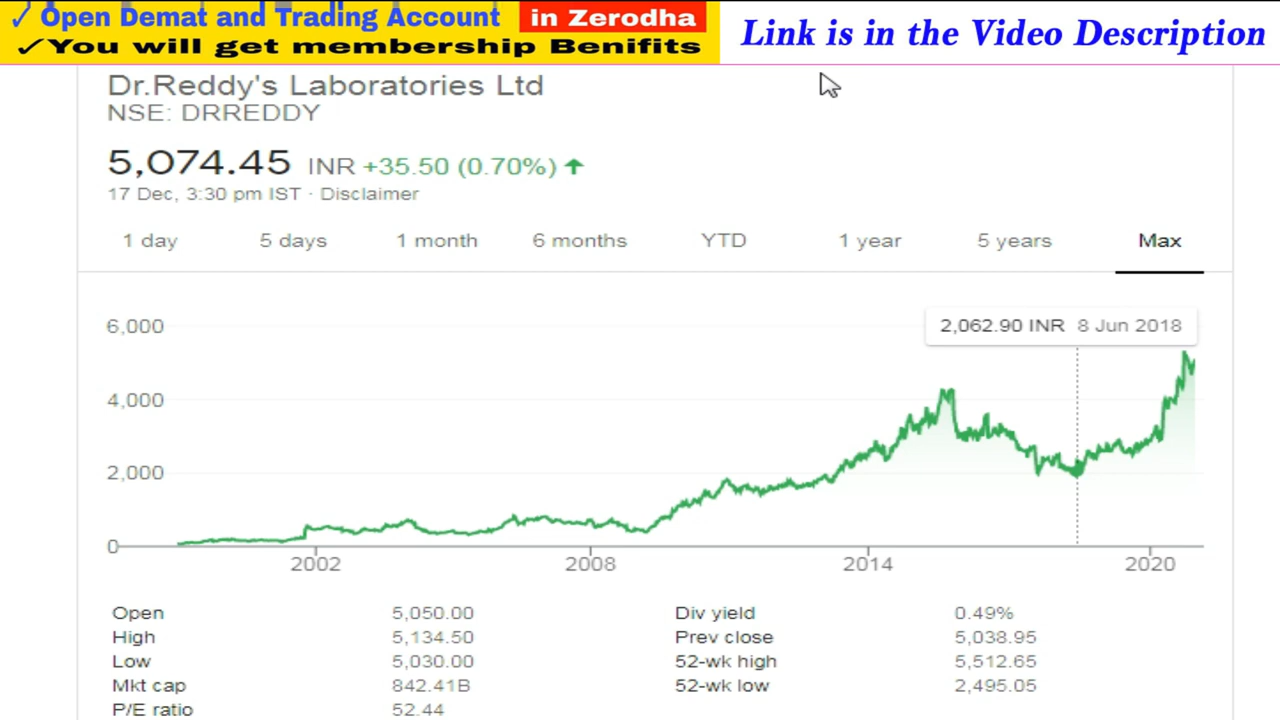 ✓ Open Demat and Trading Account in Zerodha
✓You will get membership Benifits
Link is in the Video Description
Dr.Reddy's Laboratories Ltd
NSE: DRREDDY
5,074.45 INR +35.50 (0.70%) ↑
17 Dec, 3:30 pm IST · Disclaimer
1 day 5 days 1 month 6 months YTD 1 year 5 years Max
2,062.90 INR 8 Jun 2018
6,000
4,000
2,000
0
2002 2008 2014 2020
Open 5,050.00 Div yield 0.49%
High 5,134.50 Prev close 5,038.95
Low 5,030.00 52-wk high 5,512.65
Mkt cap 842.41B 52-wk low 2,495.05
P/E ratio 52.44